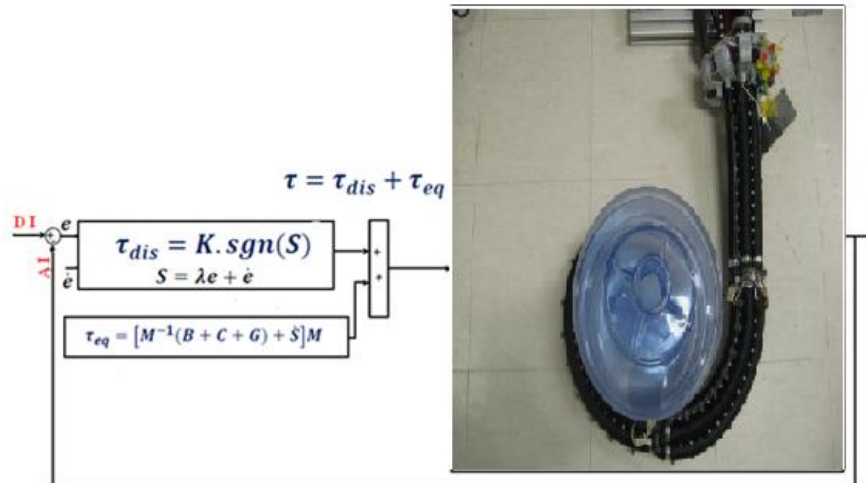 τ = τ_dis + τ_eq
DI
e
τ_dis = K.sgn(S)
AI
ė
S = λe + ė
τ_eq = [M⁻¹(B + C + G) + Ṡ]M
+
+
+